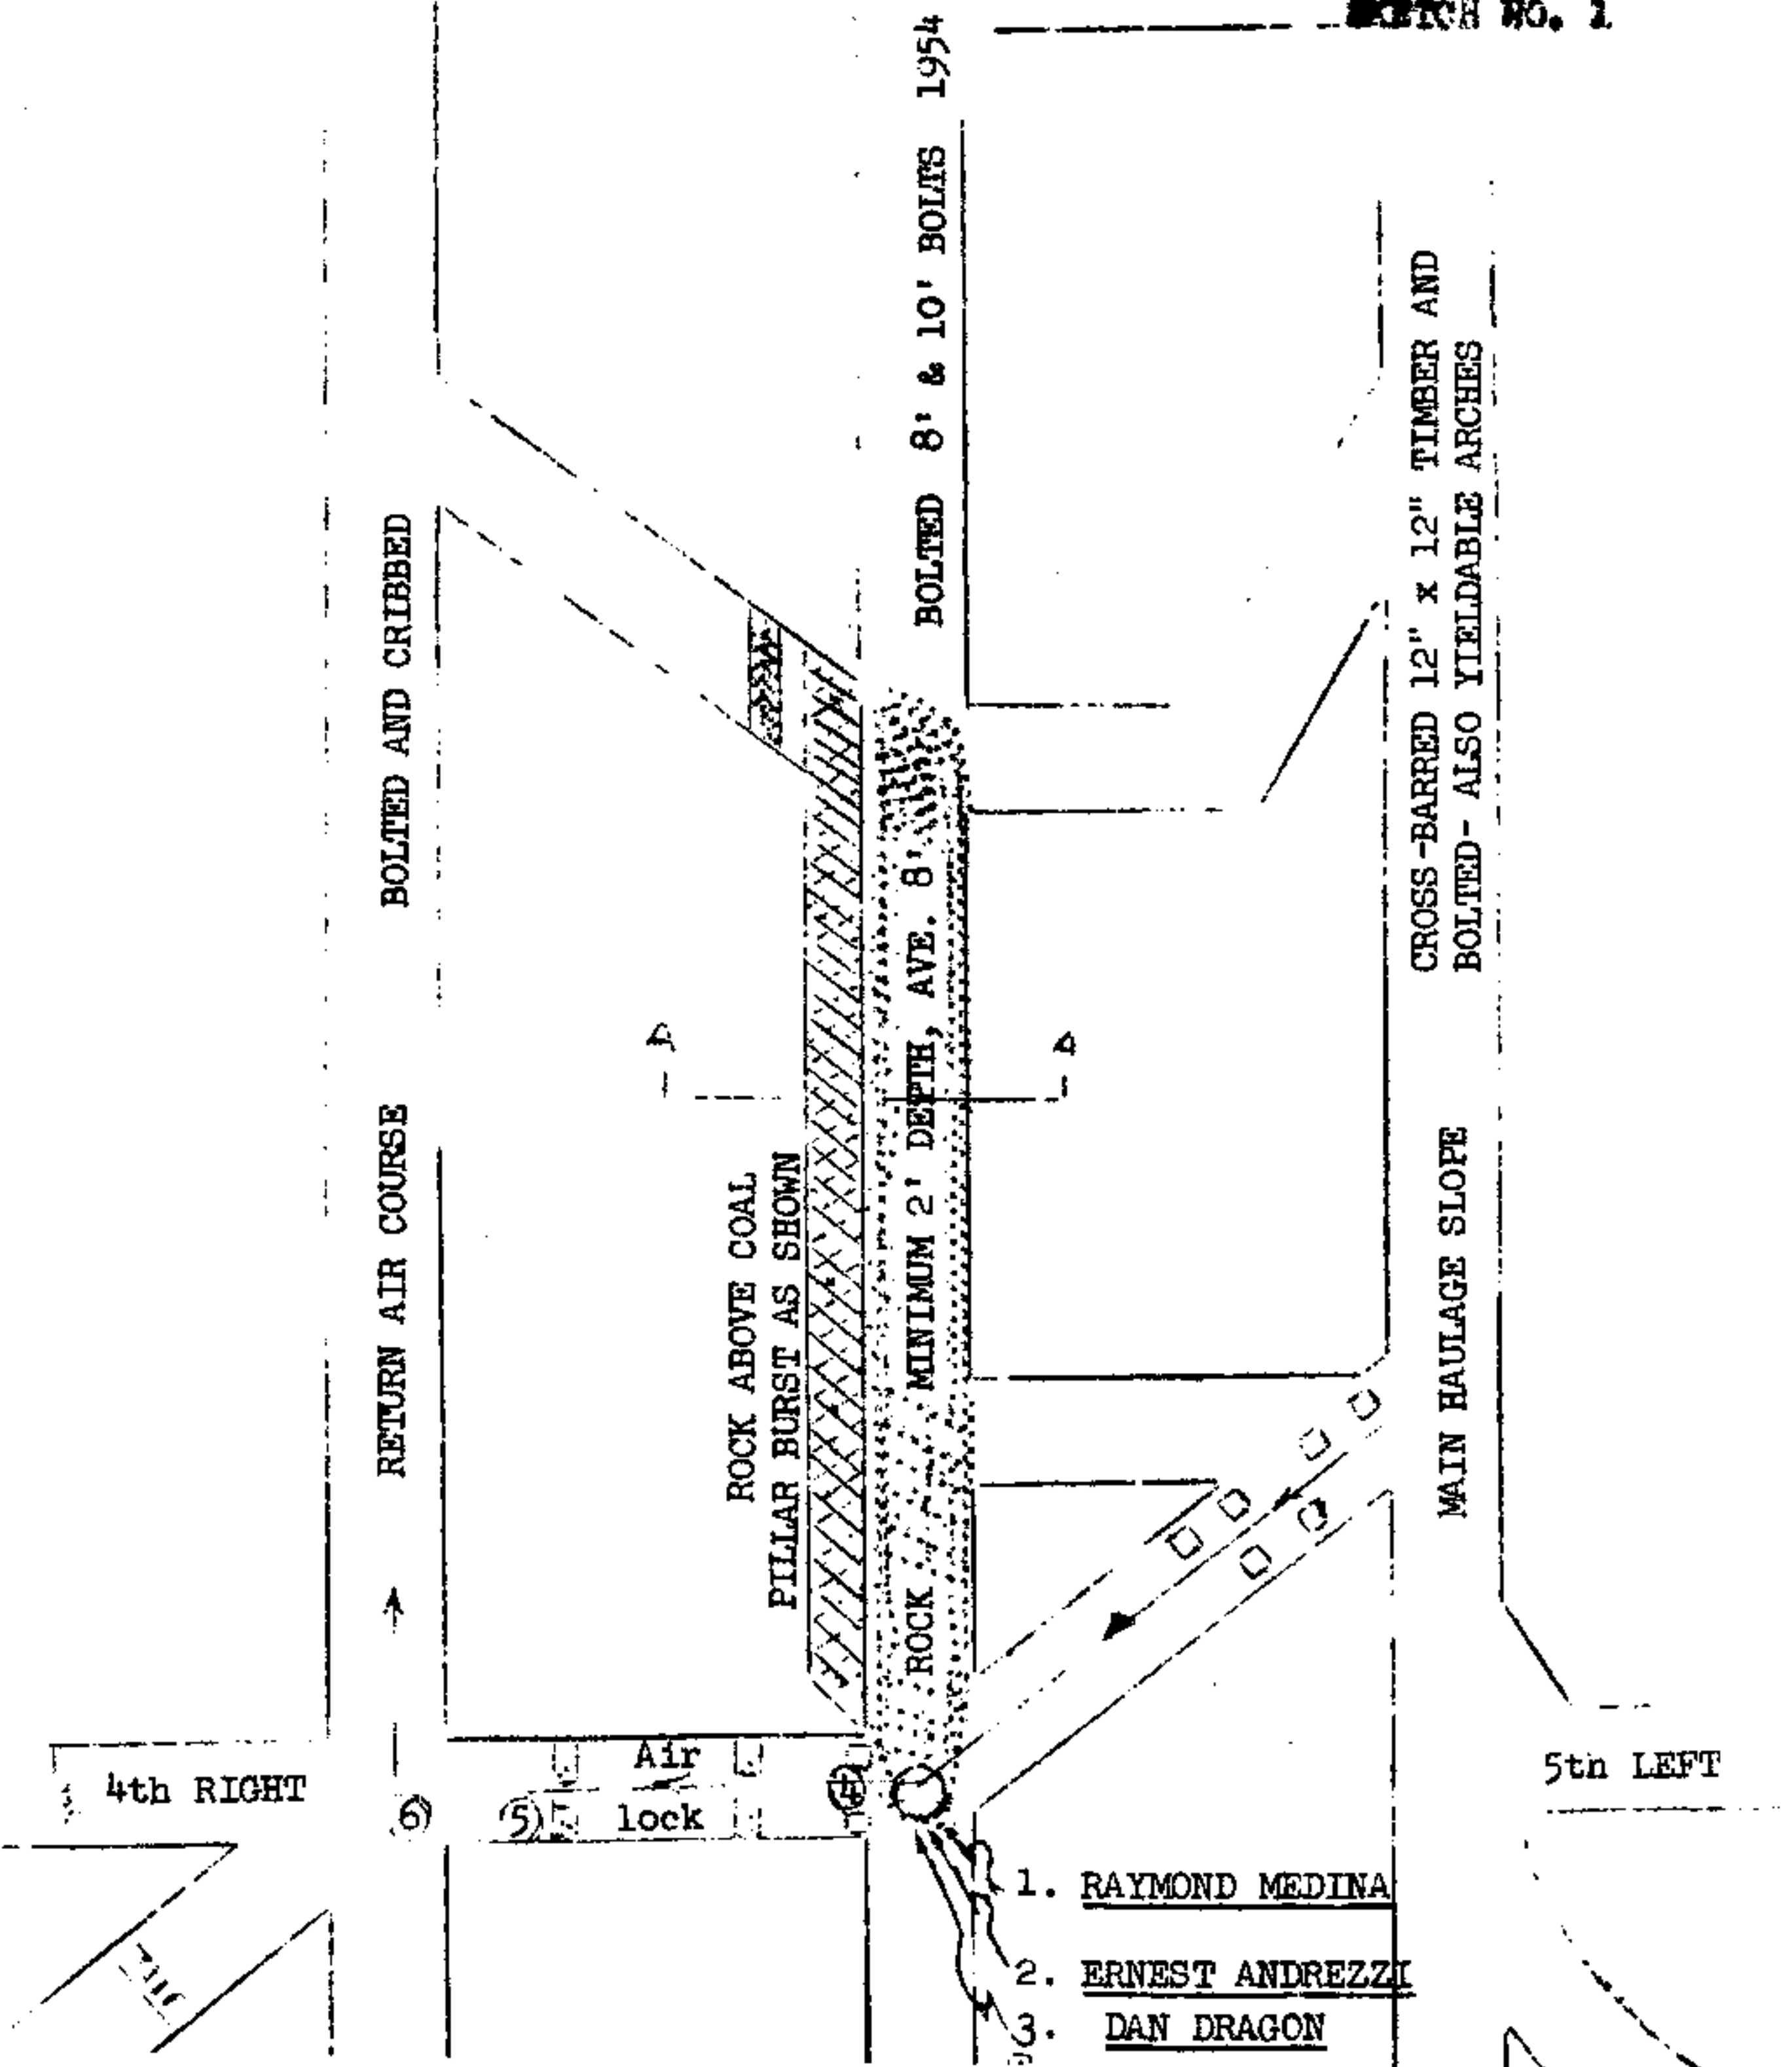 SKETCH NO. 1
BOLTED 8' & 10' BOLTS 1954
CROSS-BARRED 12" x 12" TIMBER AND
BOLTED- ALSO YIELDABLE ARCHES
BOLTED AND CRIBBED
RETURN AIR COURSE
ROCK ABOVE COAL
PILLAR BURST AS SHOWN
ROCK MINIMUM 2' DEPTH, AVE. 8'
A A
MAIN HAULAGE SLOPE
4th RIGHT
6
5
Air
lock
4
5th LEFT
1. RAYMOND MEDINA
2. ERNEST ANDREZZI
3. DAN DRAGON